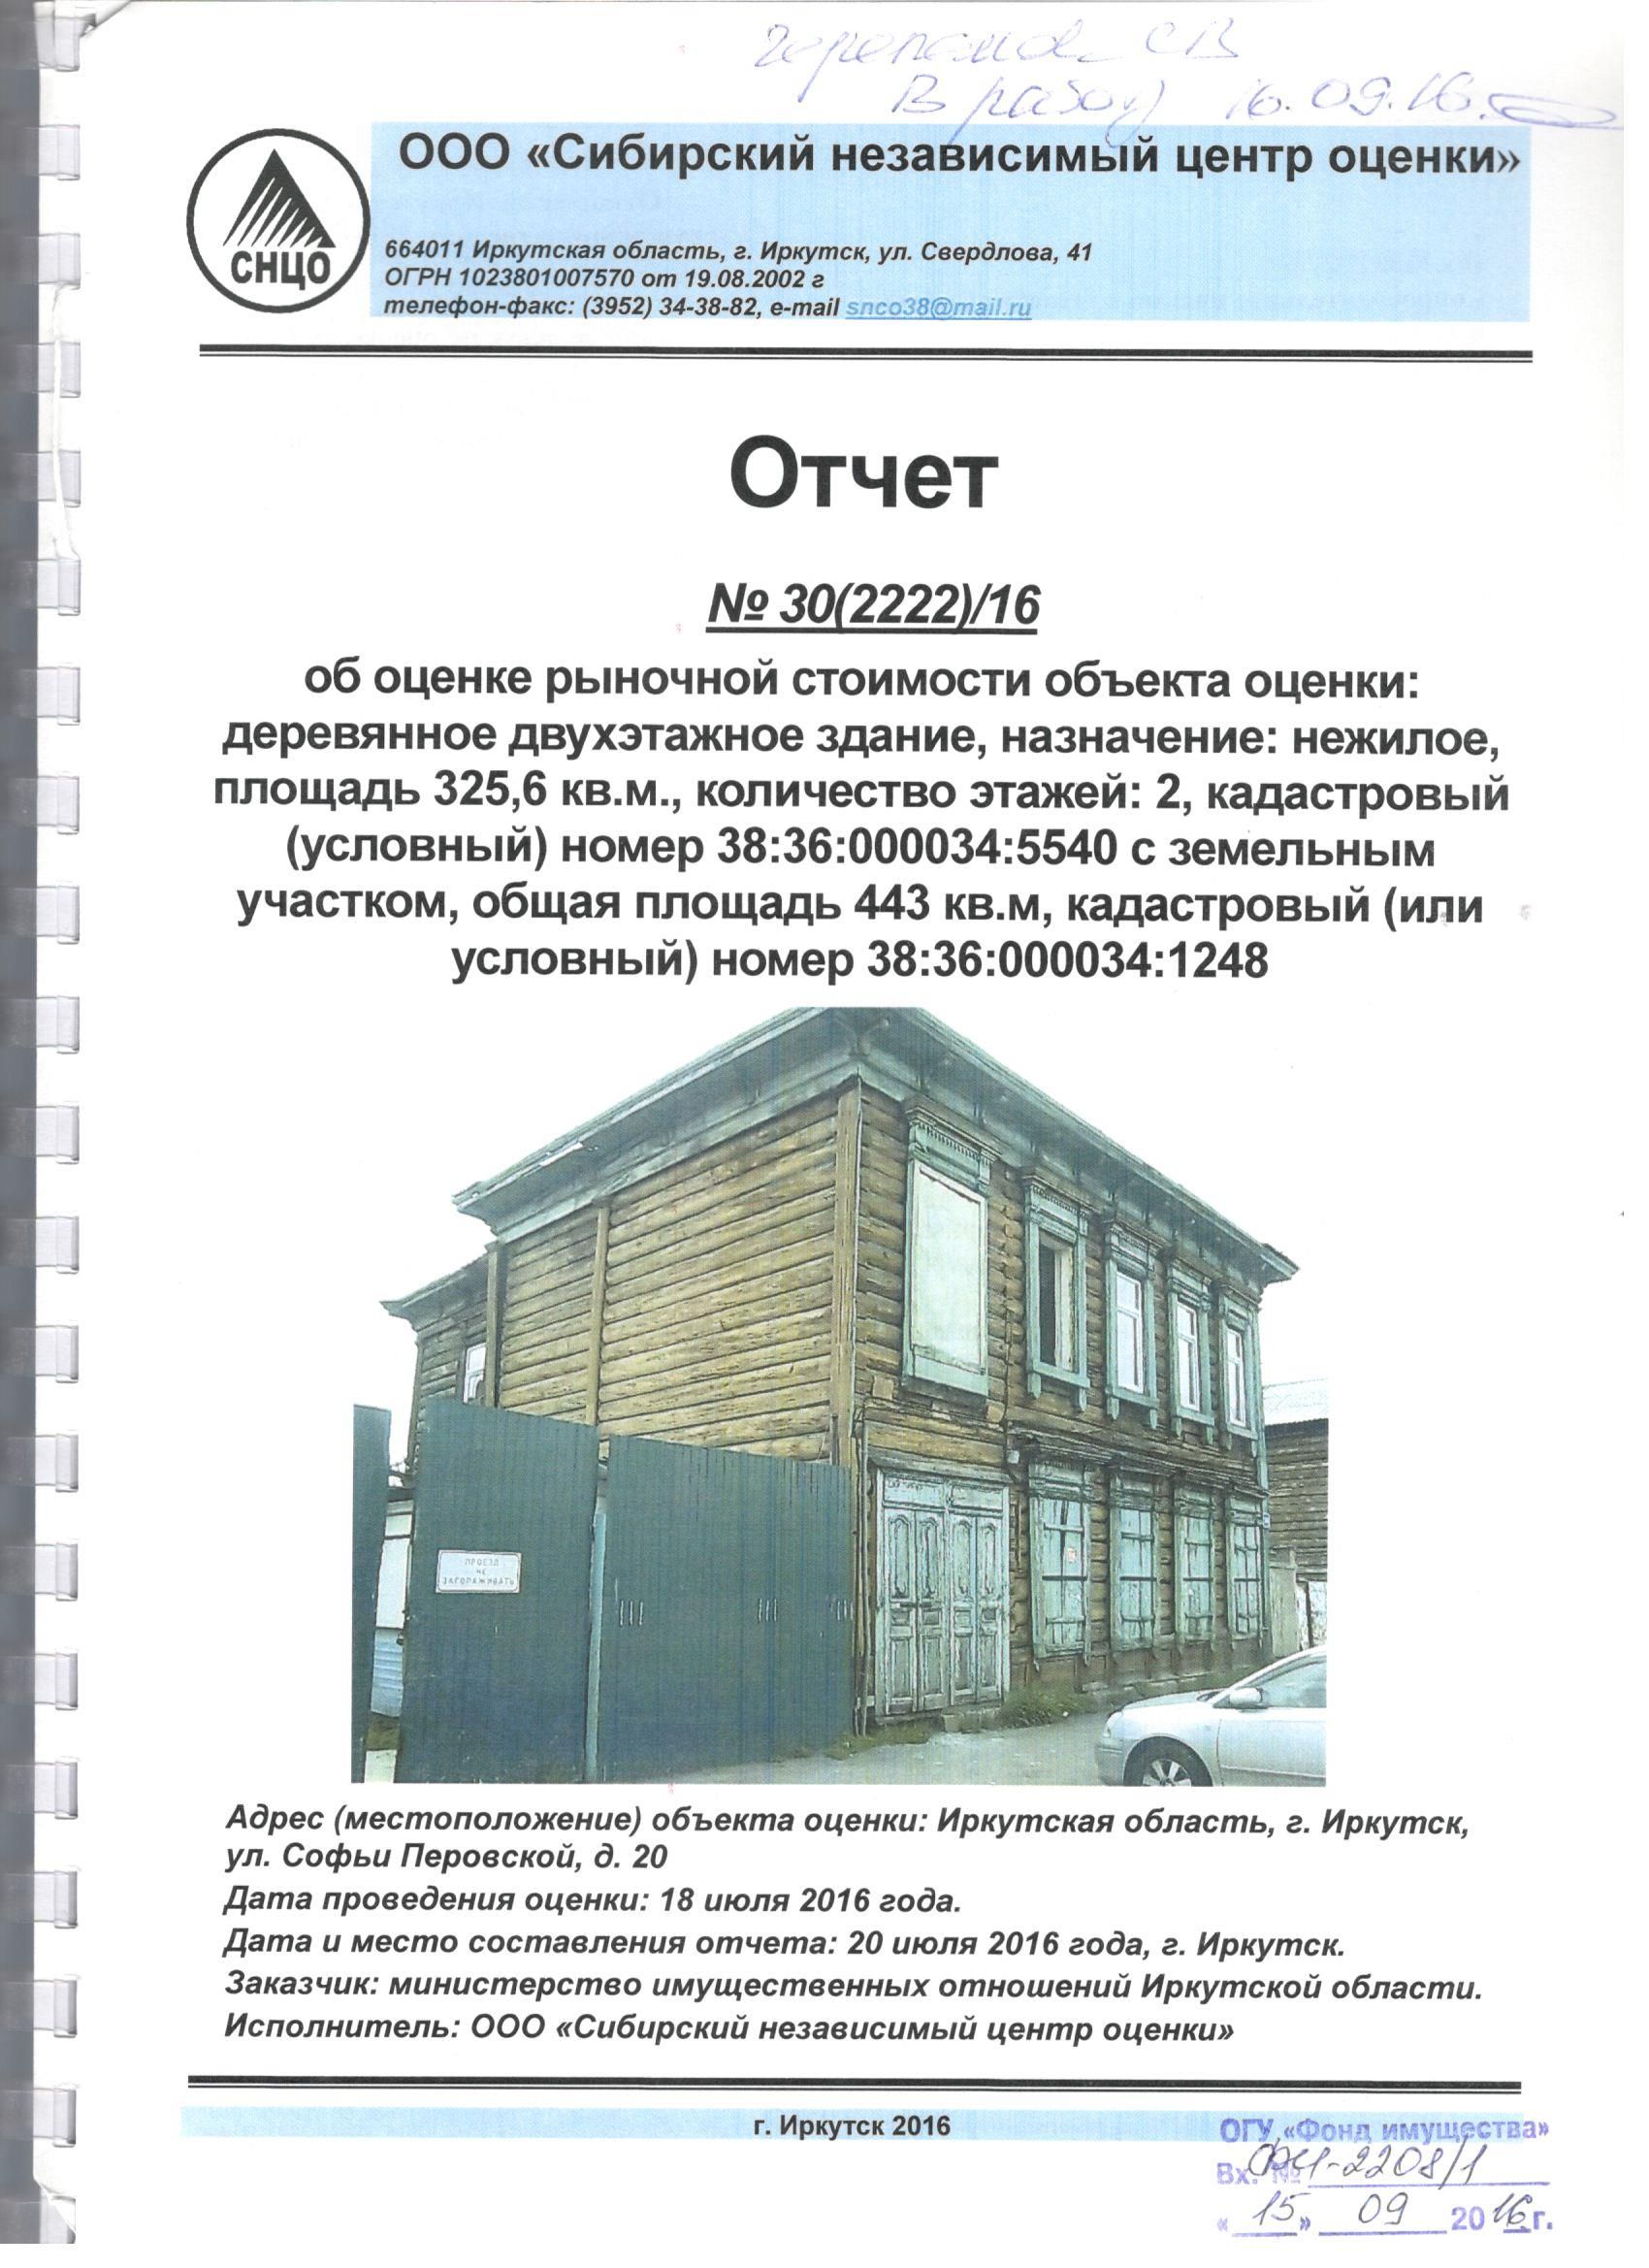 СВ
В работу 16.09.16.
ООО «Сибирский независимый центр оценки»
СНЦО
664011 Иркутская область, г. Иркутск, ул. Свердлова, 41
ОГРН 1023801007570 от 19.08.2002 г
телефон-факс: (3952) 34-38-82, e-mail snco38@mail.ru
Отчет
№ 30(2222)/16
об оценке рыночной стоимости объекта оценки:
деревянное двухэтажное здание, назначение: нежилое,
площадь 325,6 кв.м., количество этажей: 2, кадастровый
(условный) номер 38:36:000034:5540 с земельным
участком, общая площадь 443 кв.м, кадастровый (или
условный) номер 38:36:000034:1248
ПРОЕЗД
НЕ
ЗАГОРАЖИВАТЬ
Адрес (местоположение) объекта оценки: Иркутская область, г. Иркутск,
ул. Софьи Перовской, д. 20
Дата проведения оценки: 18 июля 2016 года.
Дата и место составления отчета: 20 июля 2016 года, г. Иркутск.
Заказчик: министерство имущественных отношений Иркутской области.
Исполнитель: ООО «Сибирский независимый центр оценки»
г. Иркутск 2016
ОГУ «Фонд имущества»
Вх. № ФИ-2208/1
«15» 09 2016 г.